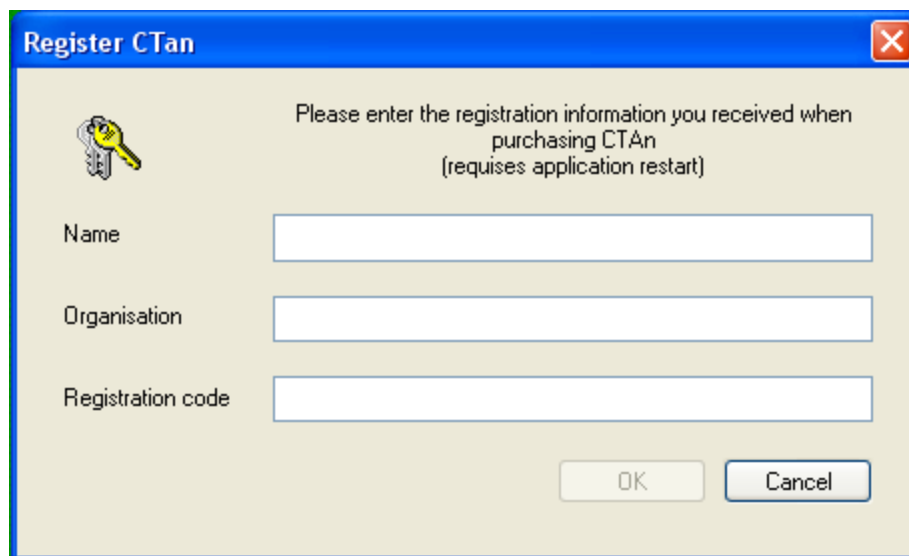 Register CTan
Please enter the registration information you received when
purchasing CTAn
(requises application restart)
Name
Organisation
Registration code
OK
Cancel